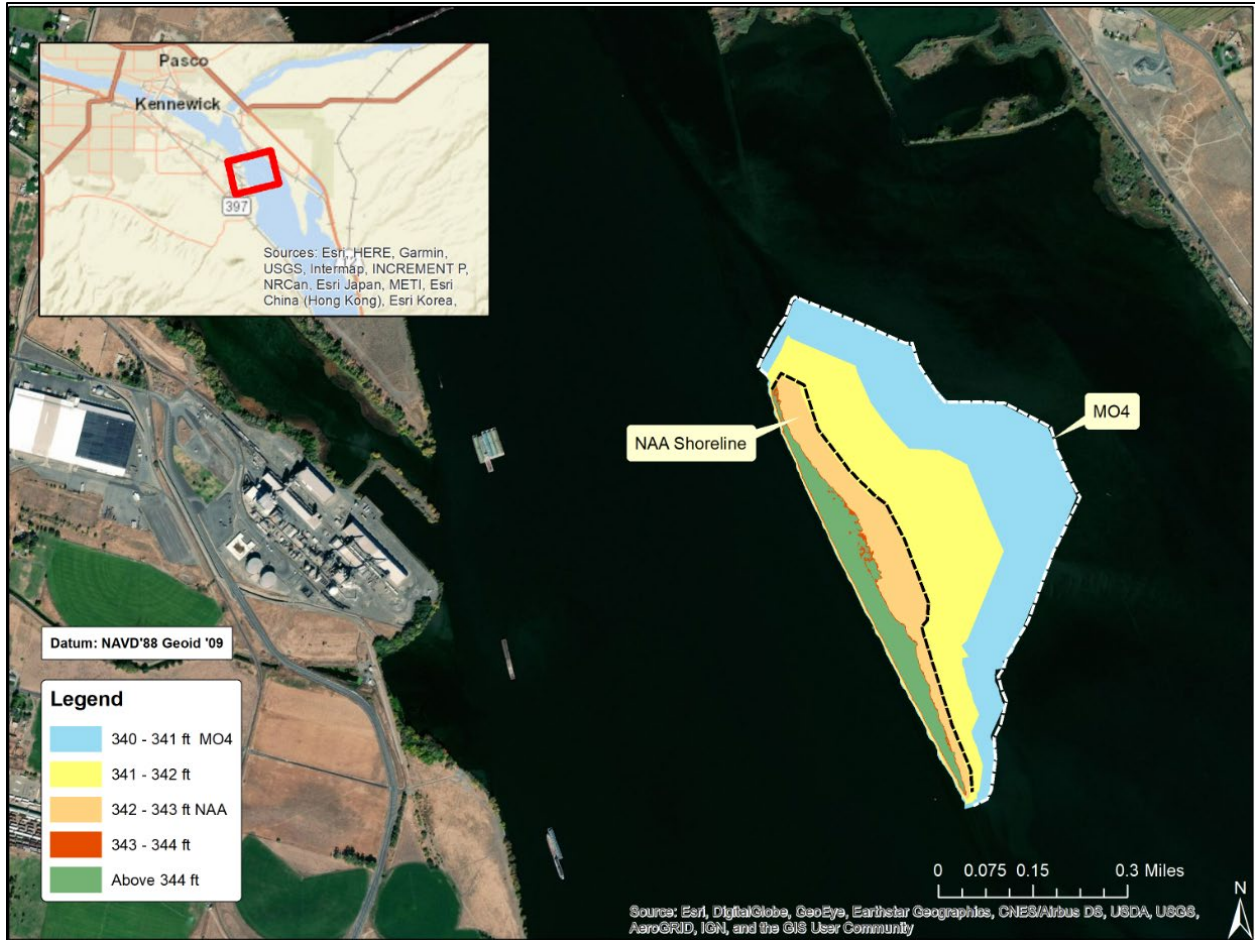 Pasco
Kennewick
397
12
Sources: Esri, HERE, Garmin,
USGS, Intermap, INCREMENT P,
NRCan, Esri Japan, METI, Esri
China (Hong Kong), Esri Korea,
MO4
NAA Shoreline
Datum: NAVD'88 Geoid '09
Legend
340 - 341 ft MO4
341 - 342 ft
342 - 343 ft NAA
343 - 344 ft
Above 344 ft
0 0.075 0.15 0.3 Miles
N
Source: Esri, DigitalGlobe, GeoEye, Earthstar Geographics, CNES/Airbus DS, USDA, USGS,
AeroGRID, IGN, and the GIS User Community